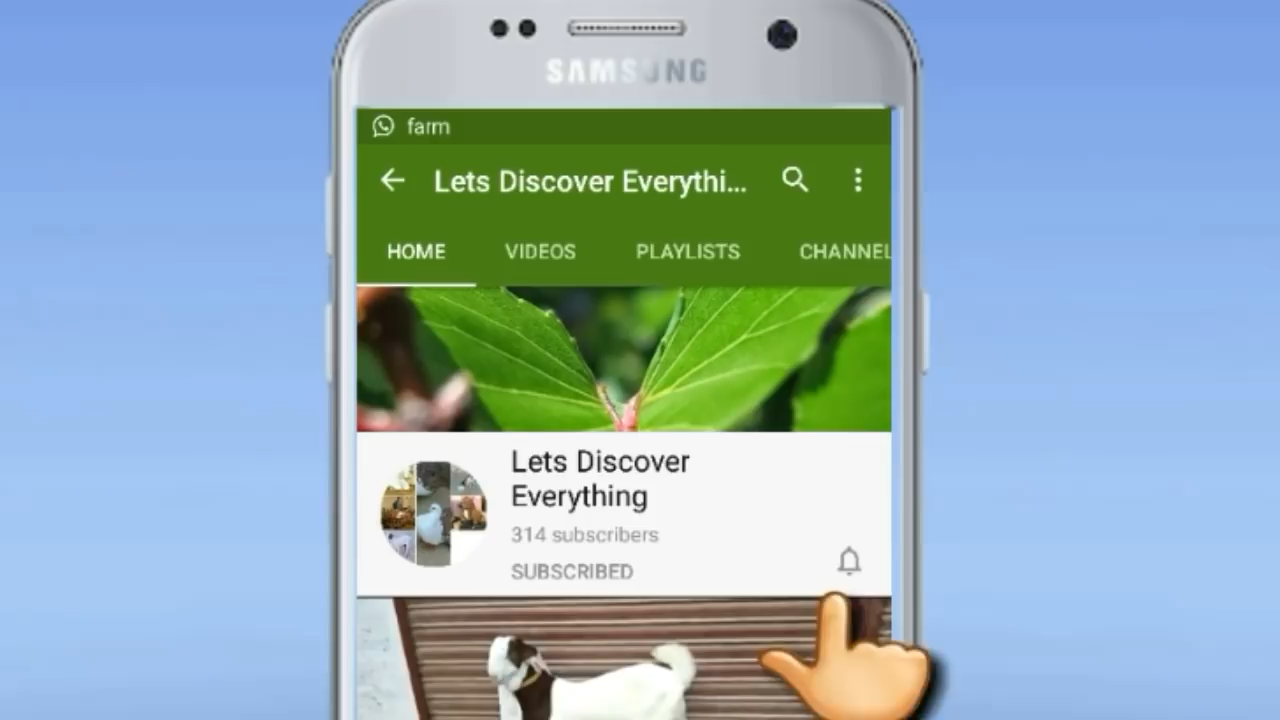 SAMSUNG
farm
Lets Discover Everythi...
HOME VIDEOS PLAYLISTS CHANNEL
Lets Discover
Everything
314 subscribers
SUBSCRIBED